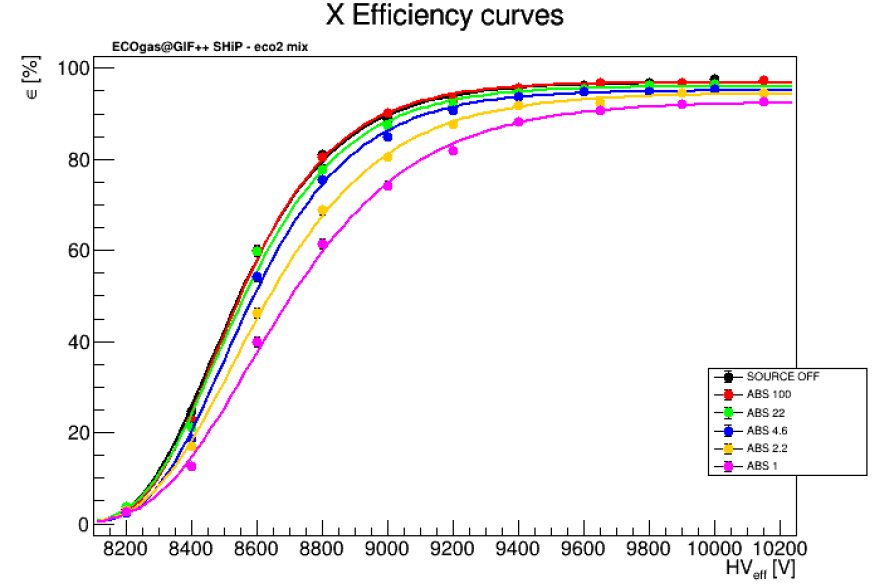 X Efficiency curves
ECOgas@GIF++ SHiP - eco2 mix
ϵ [%]
100
80
60
40
20
0
8200 8400 8600 8800 9000 9200 9400 9600 9800 10000 10200
HVeff [V]
SOURCE OFF
ABS 100
ABS 22
ABS 4.6
ABS 2.2
ABS 1